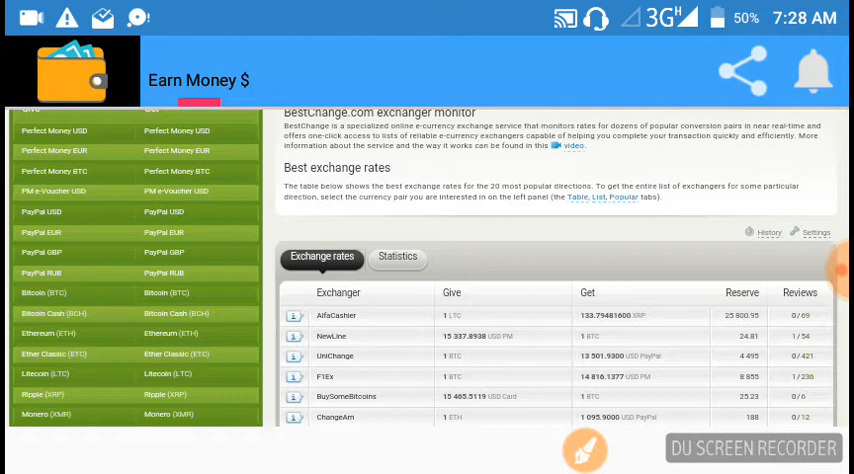 3G H 50% 7:28 AM
Earn Money $
Give Get
Perfect Money USD Perfect Money USD
Perfect Money EUR Perfect Money EUR
Perfect Money BTC Perfect Money BTC
PM e-Voucher USD PM e-Voucher USD
PayPal USD PayPal USD
PayPal EUR PayPal EUR
PayPal GBP PayPal GBP
PayPal RUB PayPal RUB
Bitcoin (BTC) Bitcoin (BTC)
Bitcoin Cash (BCH) Bitcoin Cash (BCH)
Ethereum (ETH) Ethereum (ETH)
Ether Classic (ETC) Ether Classic (ETC)
Litecoin (LTC) Litecoin (LTC)
Ripple (XRP) Ripple (XRP)
Monero (XMR) Monero (XMR)
BestChange.com exchanger monitor
BestChange is a specialized online e-currency exchange service that monitors rates for dozens of popular conversion pairs in near real-time and
offers one-click access to lists of reliable e-currency exchangers capable of helping you complete your transaction quickly and efficiently. More
information about the service and the way it works can be found in this video.
Best exchange rates
The table below shows the best exchange rates for the 20 most popular directions. To get the entire list of exchangers for some particular
direction, select the currency pair you are interested in on the left panel (the Table, List, Popular tabs).
History Settings
Exchange rates Statistics
Exchanger Give Get Reserve Reviews
AlfaCashier 1 LTC 133.79481600 XRP 25 800.95 0/69
NewLine 15 337.8938 USD PM 1 BTC 24.81 1/54
UniChange 1 BTC 13 501.9300 USD PayPal 4 495 0/421
F1Ex 1 BTC 14 816.1377 USD PM 8 855 1/236
BuySomeBitcoins 15 465.5119 USD Card 1 BTC 25.23 0/6
ChangeAm 1 ETH 1 095.9000 USD PayPal 188 0/12
DU SCREEN RECORDER